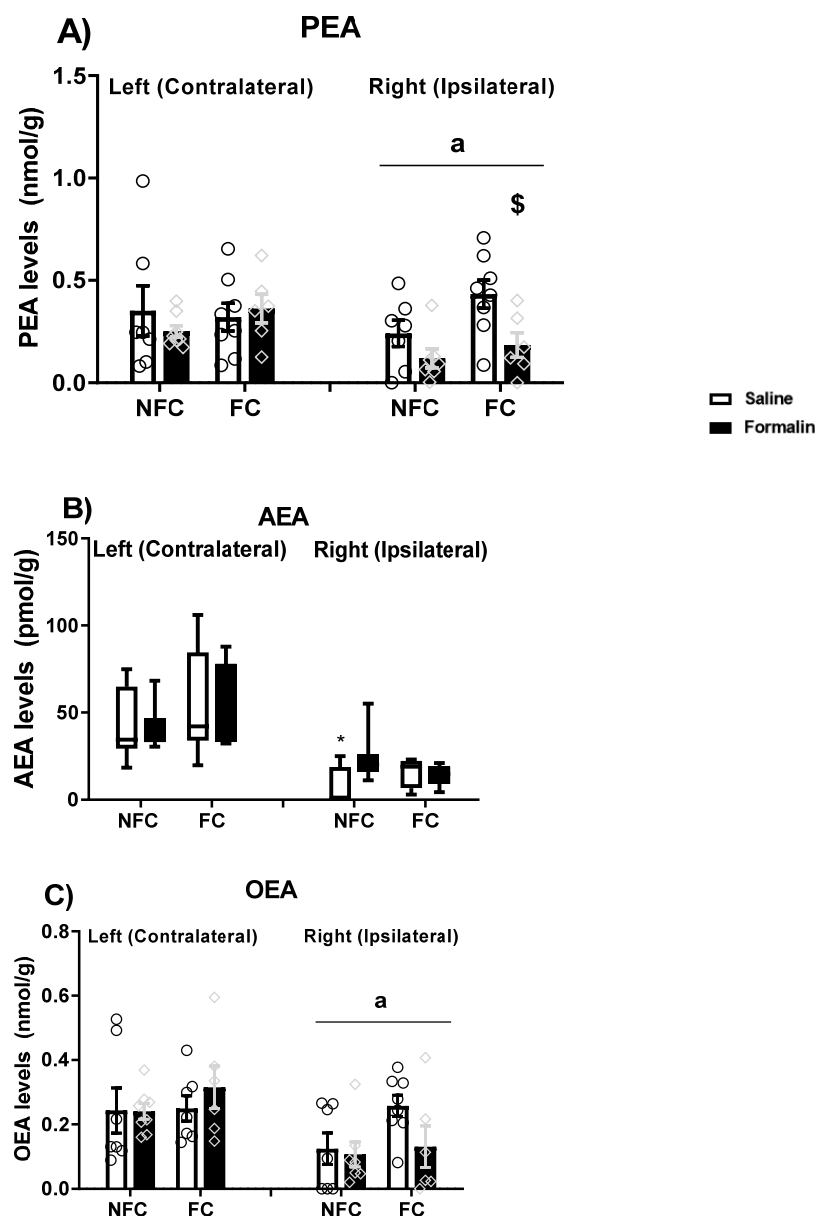 A) PEA
Left (Contralateral) Right (Ipsilateral)
PEA levels (nmol/g)
1.5
1.0
0.5
0.0
a
$
NFC FC NFC FC
Saline
Formalin
B) AEA
Left (Contralateral) Right (Ipsilateral)
AEA levels (pmol/g)
150
100
50
0
*
NFC FC NFC FC
C) OEA
Left (Contralateral) Right (Ipsilateral)
OEA levels (nmol/g)
0.8
0.6
0.4
0.2
0.0
a
NFC FC NFC FC